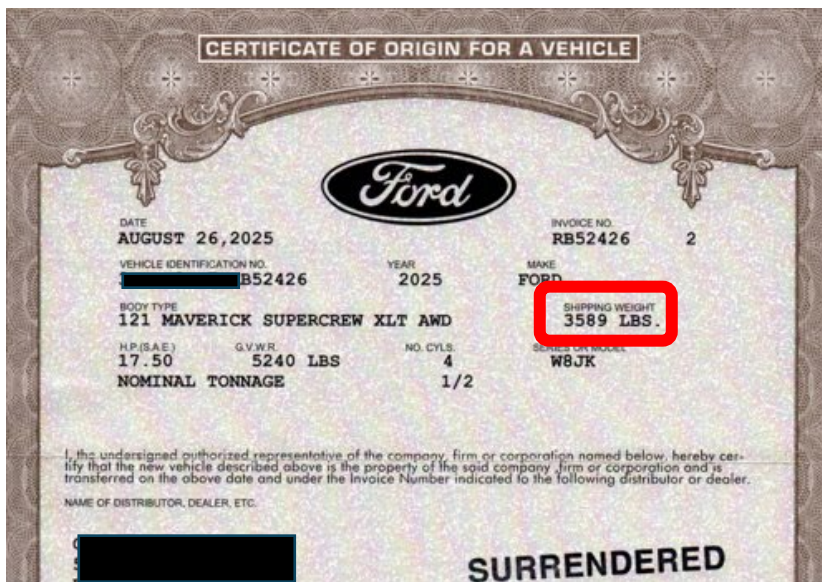 CERTIFICATE OF ORIGIN FOR A VEHICLE
Ford
DATE
AUGUST 26,2025
INVOICE NO.
RB52426 2
VEHICLE IDENTIFICATION NO.
B52426
YEAR
2025
MAKE
FORD
BODY TYPE
121 MAVERICK SUPERCREW XLT AWD
SHIPPING WEIGHT
3589 LBS.
H.P.(S.A.E.)
17.50
G.V.W.R.
5240 LBS
NO. CYLS.
4
SERIES OR MODEL
W8JK
NOMINAL TONNAGE 1/2
I, the undersigned authorized representative of the company, firm or corporation named below, hereby cer-
tify that the new vehicle described above is the property of the said company ,firm or corporation and is
transferred on the above date and under the Invoice Number indicated to the following distributor or dealer.
NAME OF DISTRIBUTOR, DEALER, ETC.
SURRENDERED